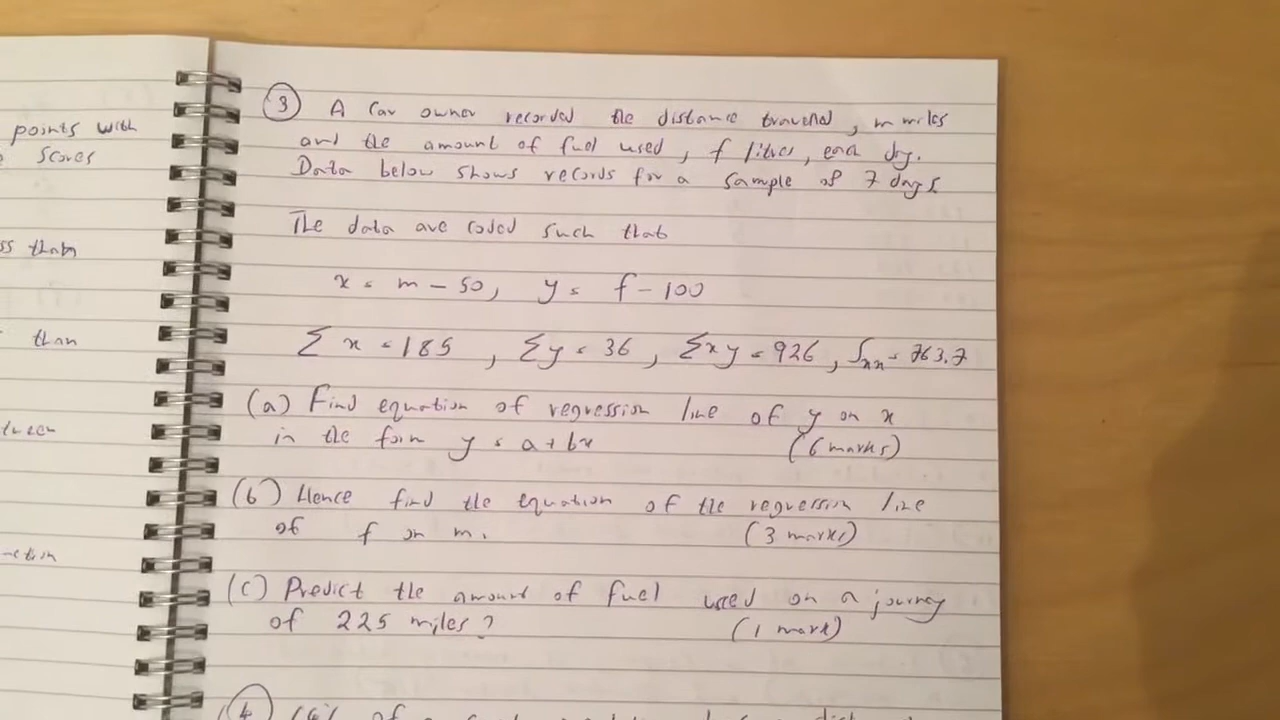 points with
scores
ss than
than
③ A car owner recorded the distance travelled, m miles
and the amount of fuel used, f litres, each day.
Data below shows records for a sample of 7 days.
The data are coded such that
x = m - 50, y = f - 100
∑x = 185, ∑y = 36, ∑xy = 926, Sxx = 763.7
(a) Find equation of regression line of y on x
in the form y = a + bx (6 marks)
(b) Hence find the equation of the regression line
of f on m. (3 marks)
(c) Predict the amount of fuel used on a journey
of 225 miles? (1 mark)
④